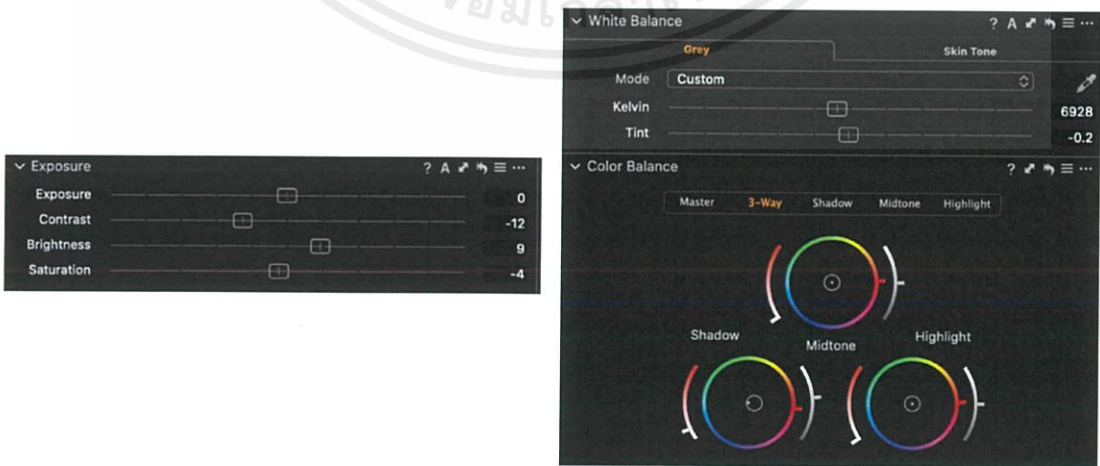 White Balance
? A
Grey
Skin Tone
Mode
Custom
Kelvin
6928
Tint
-0.2
Exposure
? A
Exposure
0
Contrast
-12
Brightness
9
Saturation
-4
Color Balance
?
Master
3-Way
Shadow
Midtone
Highlight
Shadow
Midtone
Highlight